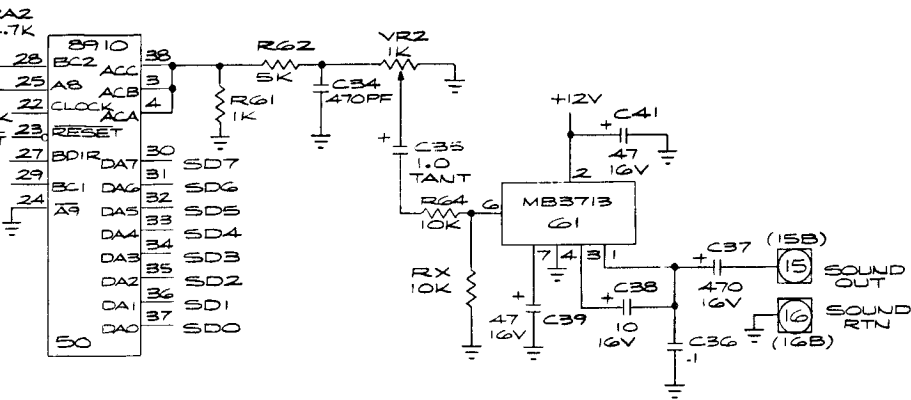 RA2
4.7K
8910
28 BC2
25 A8
22 CLOCK
23 RESET
27 BDIR
29 BC1
24 A9
ACC 38
ACB 3
ACA 4
DA7 30 SD7
DA6 31 SD6
DA5 32 SD5
DA4 33 SD4
DA3 34 SD3
DA2 35 SD2
DA1 36 SD1
DA0 37 SD0
50
R61
1K
R62
5K
C34
470PF
VR2
1K
+
C35
1.0
TANT
R64
10K
RX
10K
+12V
+ C41
47
16V
2
MB3713
G1
6
7 4 3 1
+
47
16V
C39
+ C38
10
16V
+ C37
470
16V
C36
.1
(15B)
15
SOUND
OUT
16
SOUND
RTN
(16B)